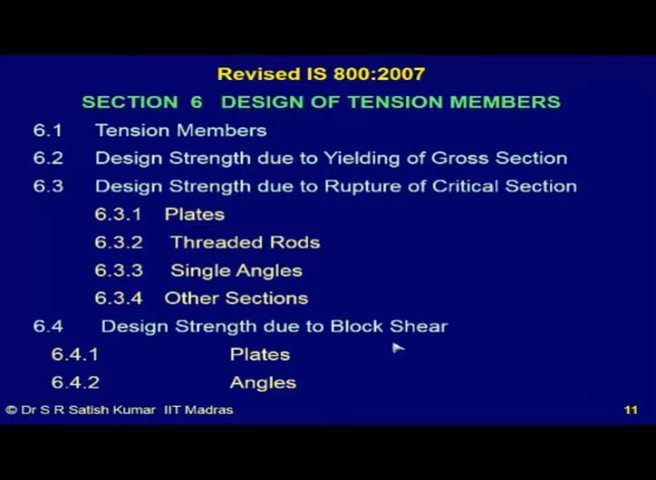 Revised IS 800:2007
SECTION 6 DESIGN OF TENSION MEMBERS
6.1 Tension Members
6.2 Design Strength due to Yielding of Gross Section
6.3 Design Strength due to Rupture of Critical Section
6.3.1 Plates
6.3.2 Threaded Rods
6.3.3 Single Angles
6.3.4 Other Sections
6.4 Design Strength due to Block Shear
6.4.1 Plates
6.4.2 Angles
© Dr S R Satish Kumar IIT Madras 11